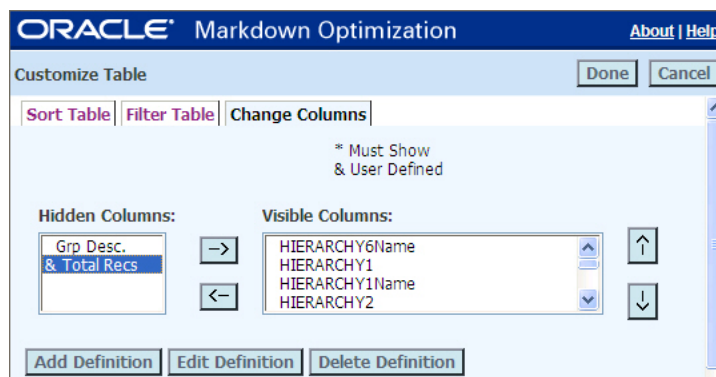 ORACLE® Markdown Optimization About | Help
Customize Table Done Cancel
Sort Table Filter Table Change Columns
* Must Show
& User Defined
Hidden Columns: Visible Columns:
Grp Desc.
& Total Recs
-->
<--
HIERARCHY6Name
HIERARCHY1
HIERARCHY1Name
HIERARCHY2
Add Definition Edit Definition Delete Definition